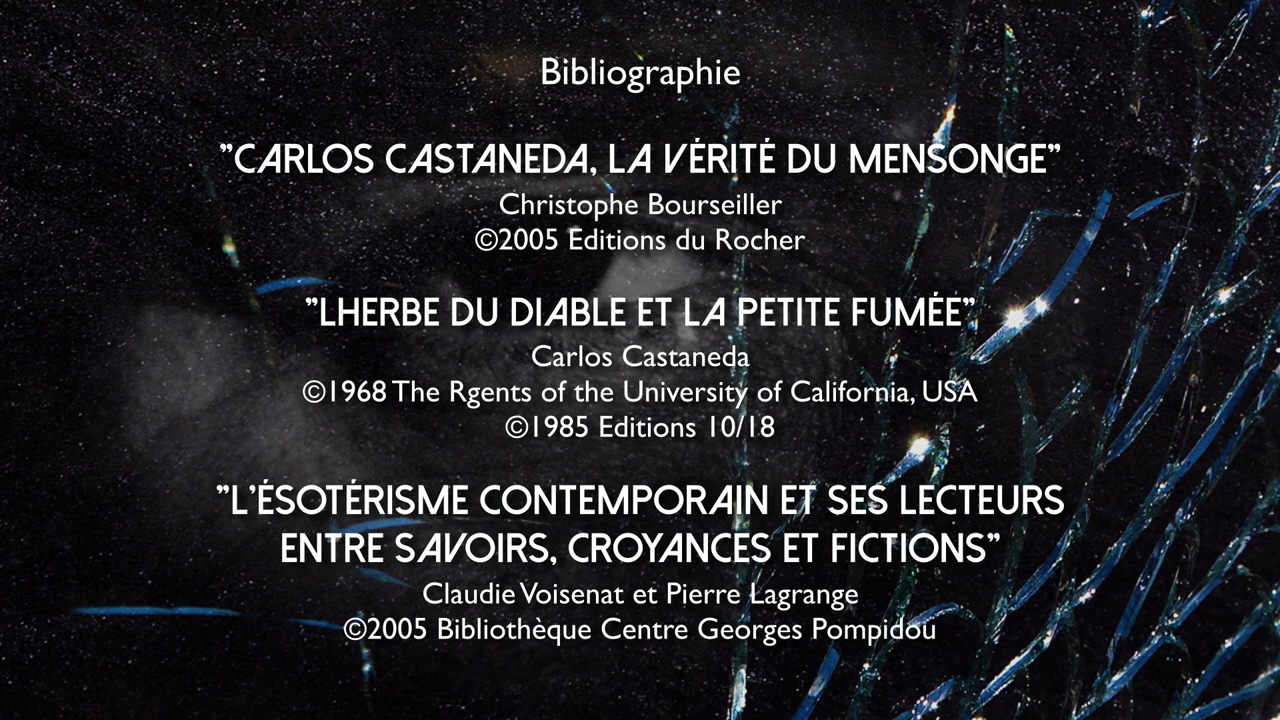 Bibliographie
"CARLOS CASTANEDA, LA VÉRITÉ DU MENSONGE"
Christophe Bourseiller
©2005 Editions du Rocher
"LHERBE DU DIABLE ET LA PETITE FUMÉE"
Carlos Castaneda
©1968 The Rgents of the University of California, USA
©1985 Editions 10/18
"L'ÉSOTÉRISME CONTEMPORAIN ET SES LECTEURS
ENTRE SAVOIRS, CROYANCES ET FICTIONS"
Claudie Voisenat et Pierre Lagrange
©2005 Bibliothèque Centre Georges Pompidou